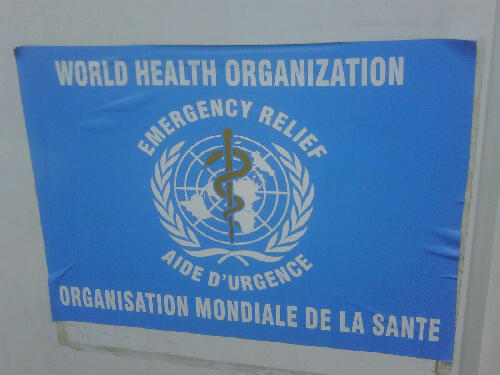 WORLD HEALTH ORGANIZATION
EMERGENCY RELIEF
AIDE D'URGENCE
ORGANISATION MONDIALE DE LA SANTE